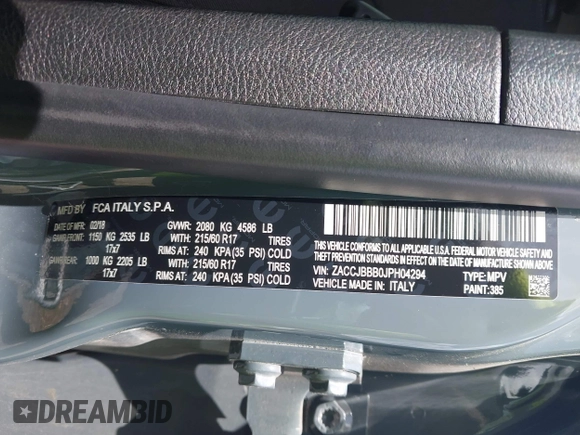 MFD BY FCA ITALY S.P.A.
DATE OF MFR: 02/18 GVWR: 2080 KG 4586 LB
GAWR FRONT: 1150 KG 2535 LB WITH: 215/60 R17 TIRES
17x7 RIMS AT: 240 KPA (35 PSI) COLD
GAWR REAR: 1000 KG 2205 LB WITH: 215/60 R17 TIRES
17x7 RIMS AT: 240 KPA (35 PSI) COLD
THIS VEHICLE CONFORMS TO ALL APPLICABLE
U.S.A. FEDERAL MOTOR VEHICLE SAFETY
AND THEFT PREVENTION STANDARDS IN EFFECT
ON THE DATE OF MANUFACTURE SHOWN ABOVE.
VIN: ZACCJBBB0JPH04294 TYPE: MPV
VEHICLE MADE IN: ITALY PAINT: 385
DREAMBID